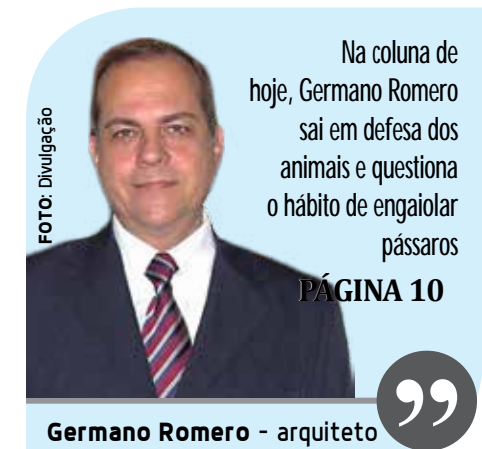 Na coluna de
hoje, Germano Romero
sai em defesa dos
animais e questiona
o hábito de engaiolar
pássaros
PÁGINA 10
FOTO: Divulgação
Germano Romero - arquiteto
”